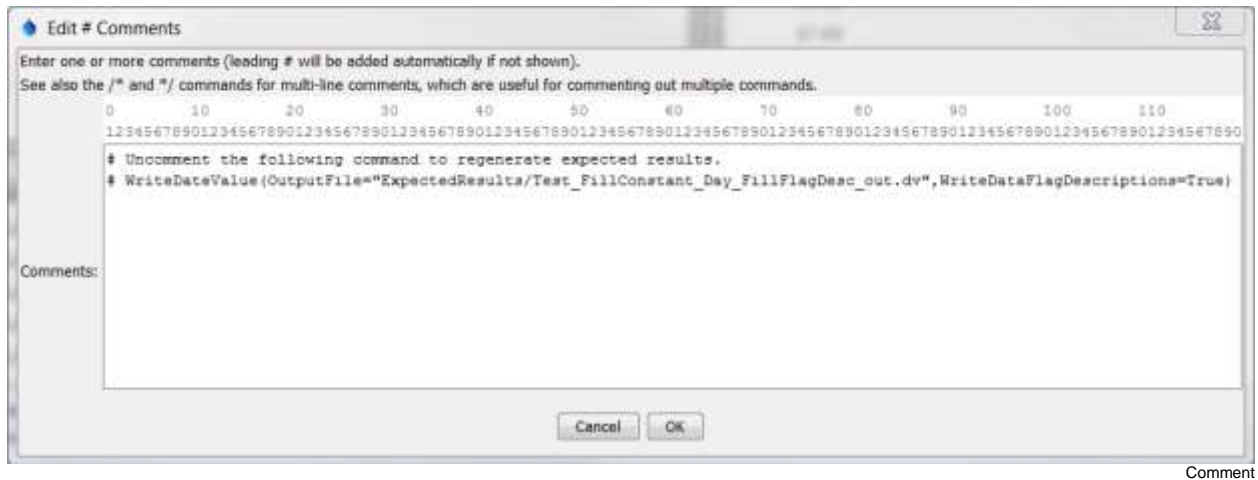 Edit # Comments
Enter one or more comments (leading # will be added automatically if not shown).
See also the /* and */ commands for multi-line comments, which are useful for commenting out multiple commands.
0 10 20 30 40 50 60 70 80 90 100 110
123456789012345678901234567890123456789012345678901234567890123456789012345678901234567890123456789012345678901234567890
# Uncomment the following command to regenerate expected results.
# WriteDateValue(OutputFile="ExpectedResults/Test_FillConstant_Day_FillFlagDesc_out.dv",WriteDataFlagDescriptions=True)
Comments:
Cancel OK
Comment